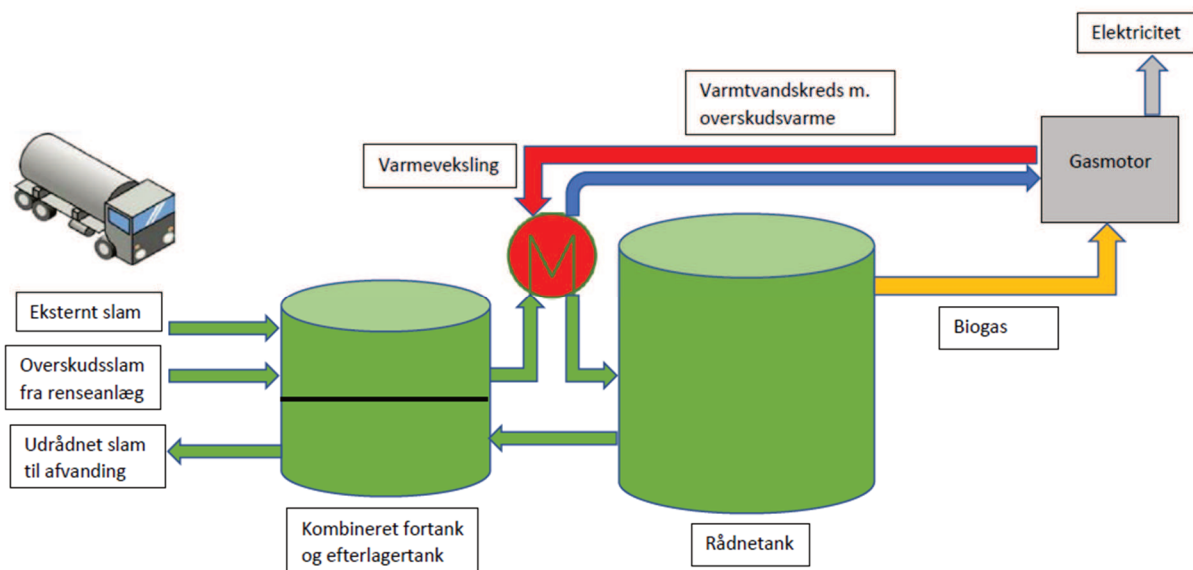 Elektricitet
Varmtvandskreds m.
overskudsvarme
Gasmotor
Varmeveksling
M
Eksternt slam
Biogas
Overskudsslam
fra renseanlæg
Udrådnet slam
til afvanding
Kombineret fortank
og efterlagertank
Rådnetank